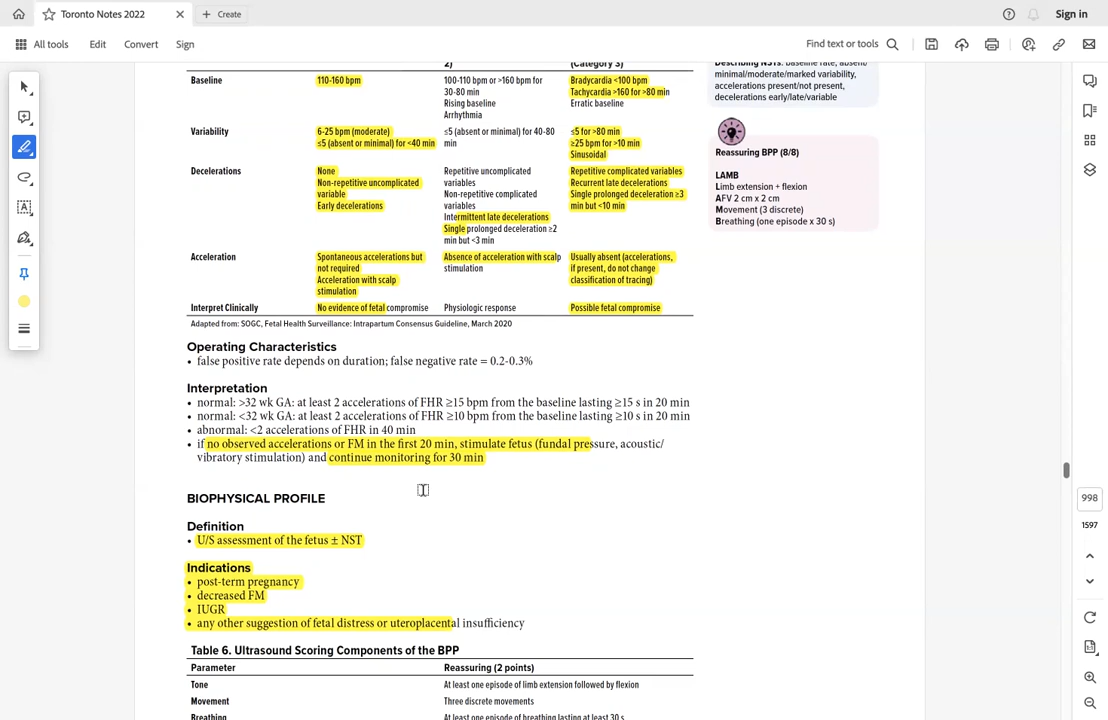 Toronto Notes 2022
Create
Sign in
All tools
Edit
Convert
Sign
Find text or tools
2)
(Category 3)
Baseline
110-160 bpm
100-110 bpm or >160 bpm for
30-80 min
Rising baseline
Arrhythmia
Bradycardia <100 bpm
Tachycardia >160 for >80 min
Erratic baseline
Variability
6-25 bpm (moderate)
≤5 (absent or minimal) for <40 min
≤5 (absent or minimal) for 40-80
min
≤5 for >80 min
≥25 bpm for >10 min
Sinusoidal
Decelerations
None
Non-repetitive uncomplicated
variable
Early decelerations
Repetitive uncomplicated
variables
Non-repetitive complicated
variables
Intermittent late decelerations
Single prolonged deceleration ≥2
min but <3 min
Repetitive complicated variables
Recurrent late decelerations
Single prolonged deceleration ≥3
min but <10 min
Acceleration
Spontaneous accelerations but
not required
Acceleration with scalp
stimulation
Absence of acceleration with scalp
stimulation
Usually absent (accelerations,
if present, do not change
classification of tracing)
Interpret Clinically
No evidence of fetal compromise
Physiologic response
Possible fetal compromise
Adapted from: SOGC, Fetal Health Surveillance: Intrapartum Consensus Guideline, March 2020
Operating Characteristics
• false positive rate depends on duration; false negative rate = 0.2-0.3%
Interpretation
• normal: >32 wk GA: at least 2 accelerations of FHR ≥15 bpm from the baseline lasting ≥15 s in 20 min
• normal: <32 wk GA: at least 2 accelerations of FHR ≥10 bpm from the baseline lasting ≥10 s in 20 min
• abnormal: <2 accelerations of FHR in 40 min
• if no observed accelerations or FM in the first 20 min, stimulate fetus (fundal pressure, acoustic/
vibratory stimulation) and continue monitoring for 30 min
BIOPHYSICAL PROFILE
Definition
• U/S assessment of the fetus ± NST
Indications
• post-term pregnancy
• decreased FM
• IUGR
• any other suggestion of fetal distress or uteroplacental insufficiency
Table 6. Ultrasound Scoring Components of the BPP
Parameter
Reassuring (2 points)
Tone
At least one episode of limb extension followed by flexion
Movement
Three discrete movements
Breathing
At least one episode of breathing lasting at least 30 s
Describing NSTs: baseline rate, absent/
minimal/moderate/marked variability,
accelerations present/not present,
decelerations early/late/variable
Reassuring BPP (8/8)
LAMB
Limb extension + flexion
AFV 2 cm x 2 cm
Movement (3 discrete)
Breathing (one episode x 30 s)
998
1597